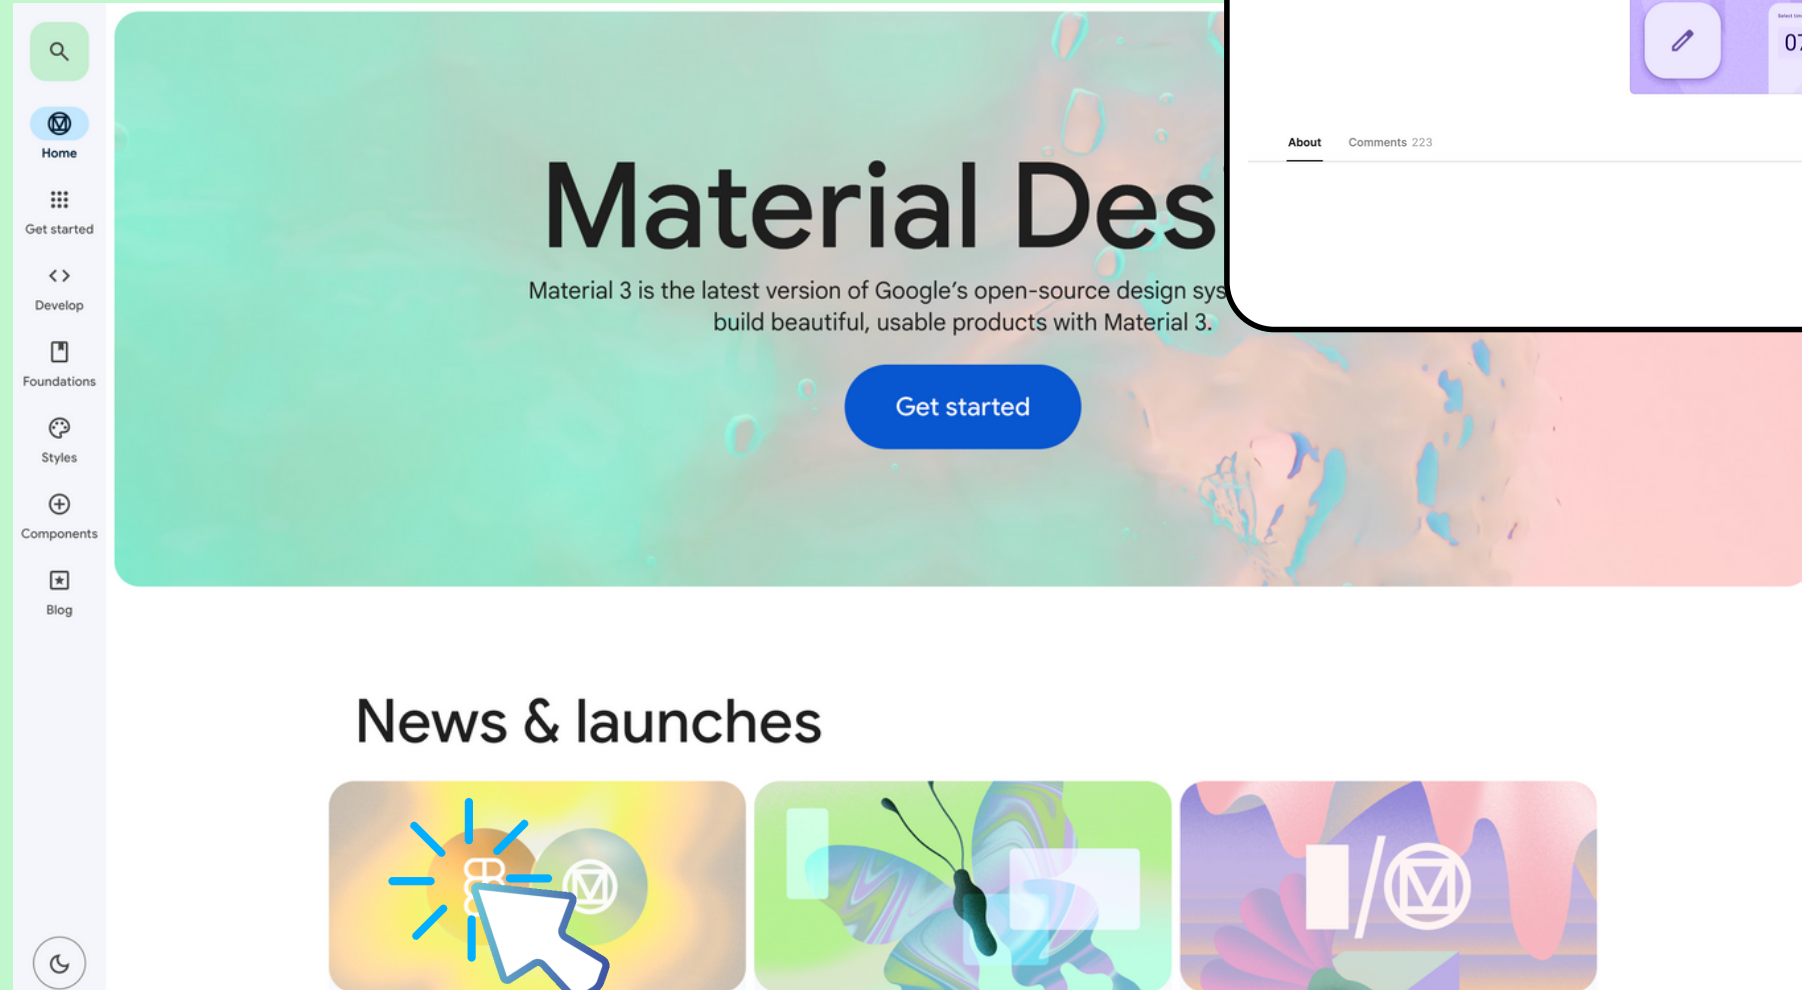 Home
Get started
Develop
Foundations
Styles
Components
Blog
Material Des
Material 3 is the latest version of Google's open-source design sys
build beautiful, usable products with Material 3.
Get started
07
About
Comments 223
News & launches